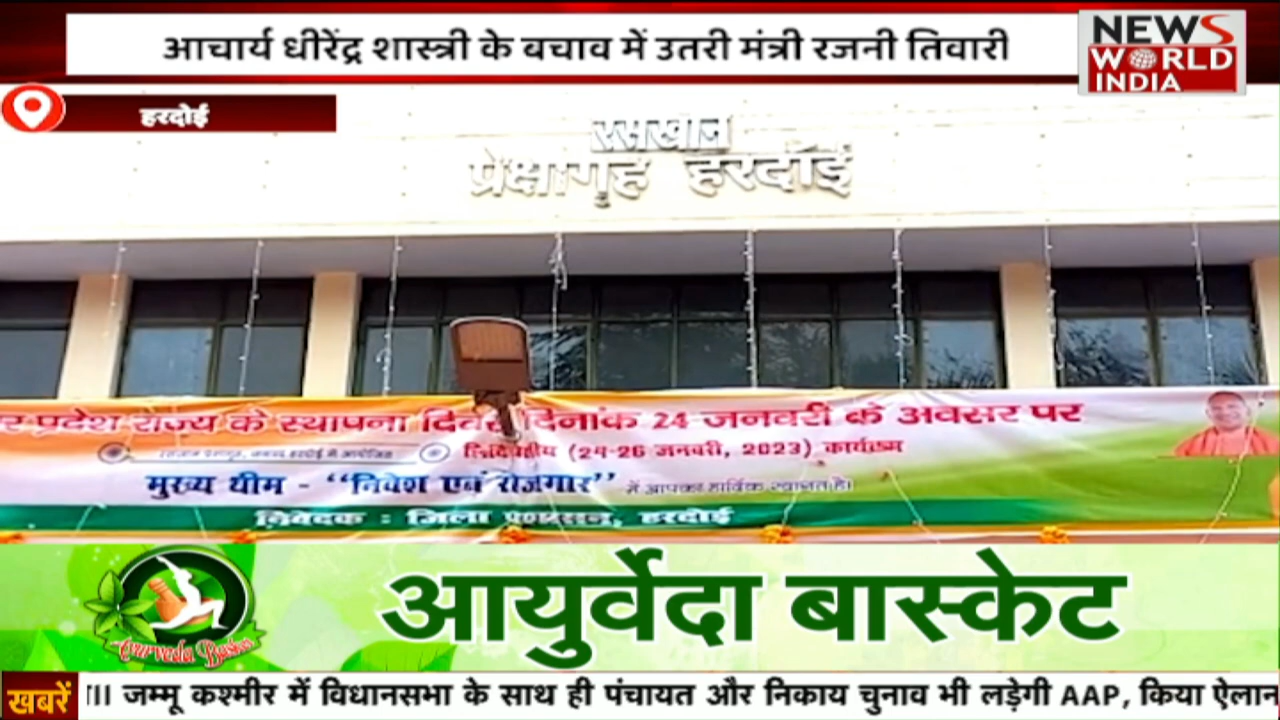 आचार्य धीरेंद्र शास्त्री के बचाव में उतरी मंत्री रजनी तिवारी
NEWS
WORLD
INDIA
हरदोई
रसखान
प्रेक्षागृह हरदोई
र प्रदेश राज्य के स्थापना दिवस दिनांक 24 जनवरी के अवसर पर
(24-26 जनवरी, 2023) कार्यक्रम
मुख्य थीम - "निवेश एवं रोजगार" में आपका हार्दिक स्वागत है।
निवेदक : जिला प्रशासन, हरदोई
आयुर्वेदा बास्केट
Ayurveda Basket
खबरें
जम्मू कश्मीर में विधानसभा के साथ ही पंचायत और निकाय चुनाव भी लड़ेगी AAP, किया ऐलान